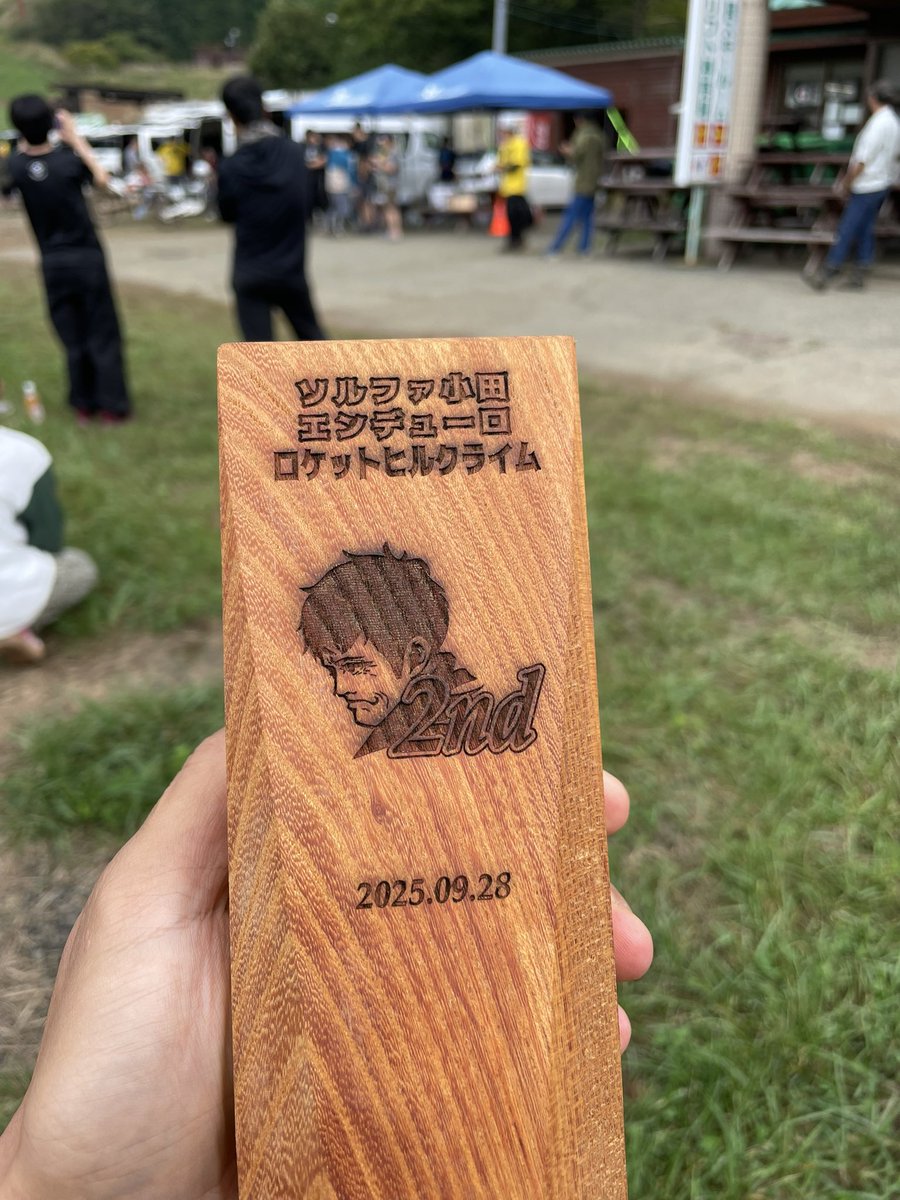 ソルファ小田
エンデューロ
ロケットヒルクライム
2nd
2025.09.28